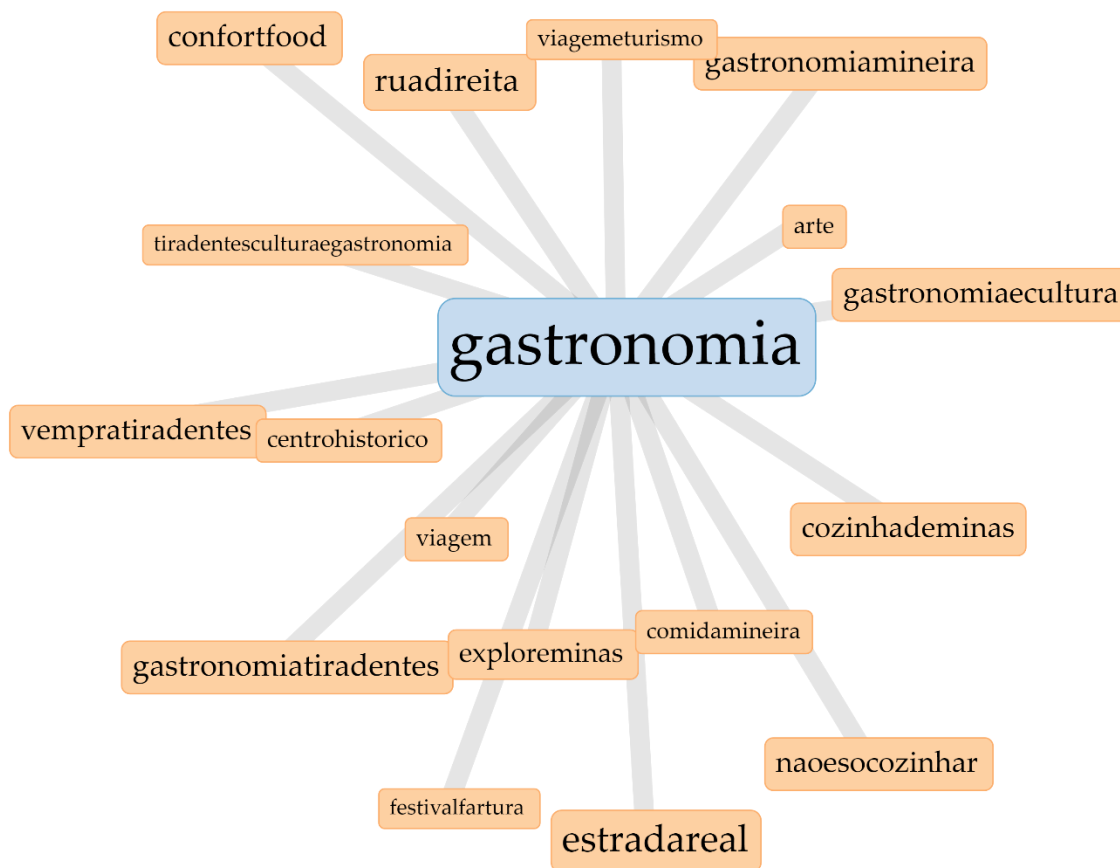 confortfood
viagemeturismo
ruadireita
gastronomiamineira
arte
tiradentesculturaegastronomia
gastronomiaecultura
gastronomia
vempratiradentes
centrohistorico
cozinhademinas
viagem
comidamineira
exploreminas
gastronomiatiradentes
naoesocozinhar
festivalfartura
estradareal